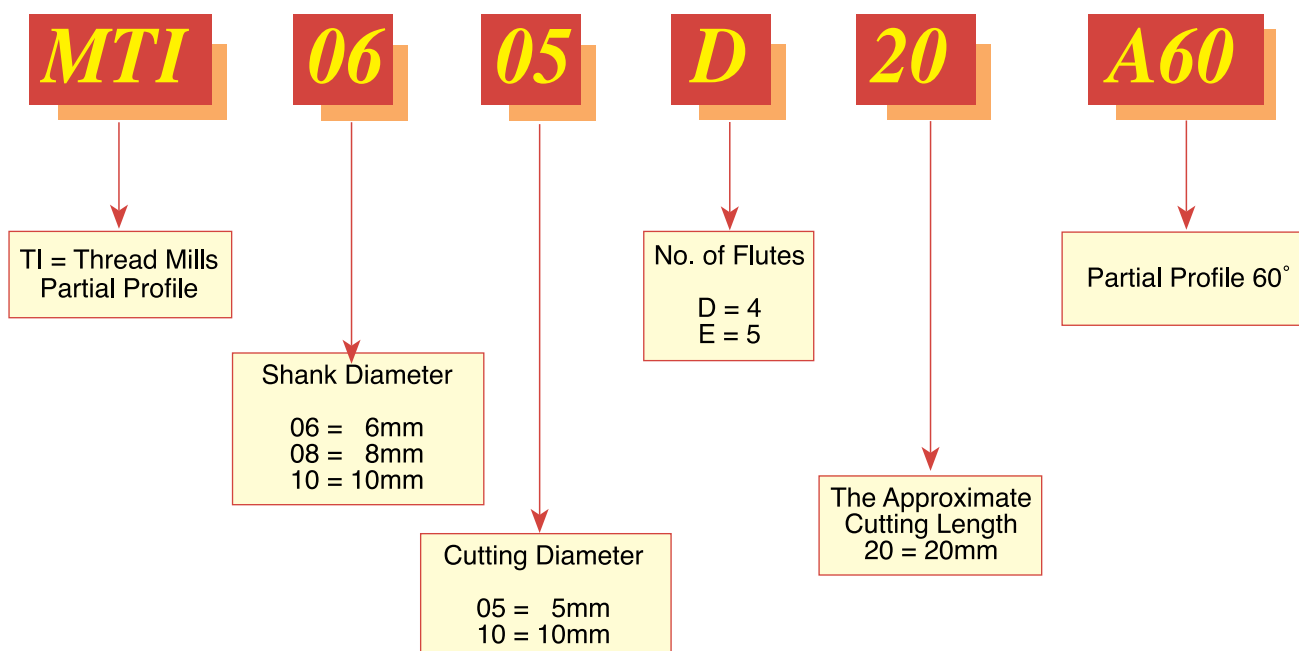 MTI 06 05 D 20 A60
TI = Thread Mills
Partial Profile
Shank Diameter
06 = 6mm
08 = 8mm
10 = 10mm
Cutting Diameter
05 = 5mm
10 = 10mm
No. of Flutes
D = 4
E = 5
The Approximate
Cutting Length
20 = 20mm
Partial Profile 60°